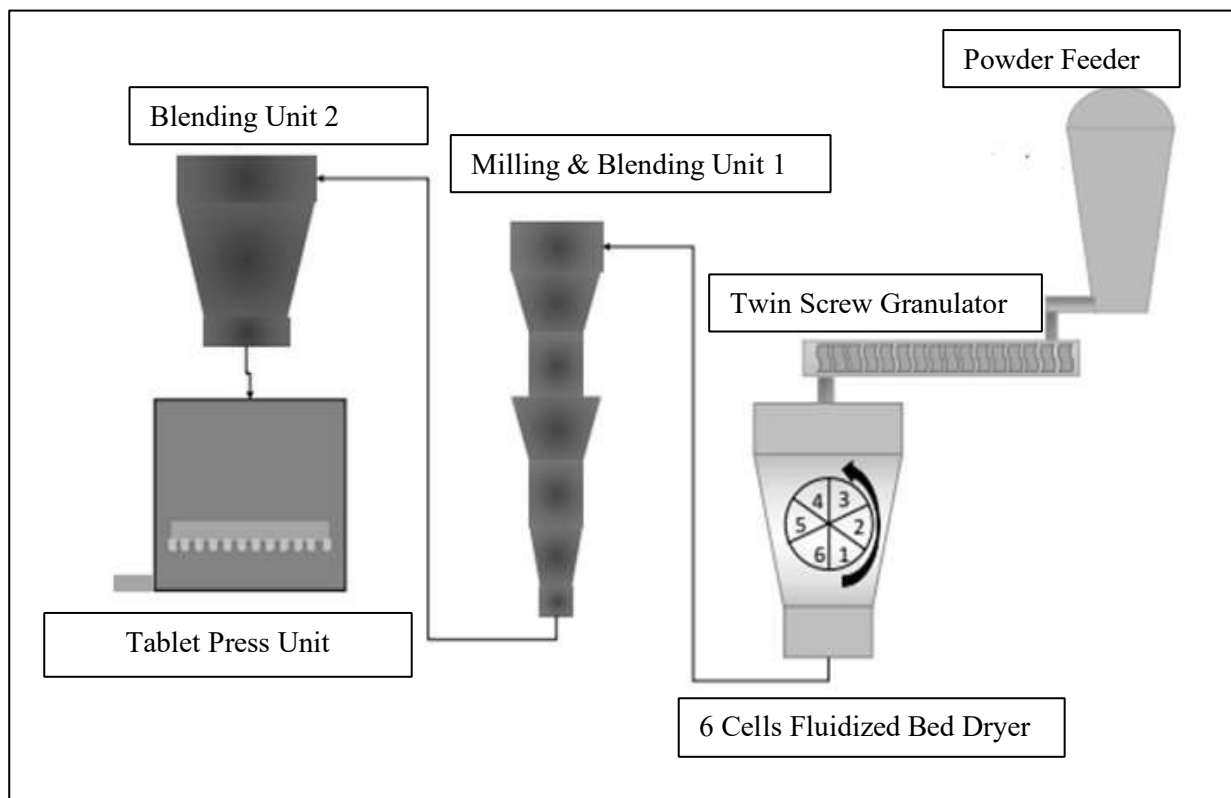 Powder Feeder
Blending Unit 2
Milling & Blending Unit 1
Twin Screw Granulator
4 3
5 2
6 1
Tablet Press Unit
6 Cells Fluidized Bed Dryer